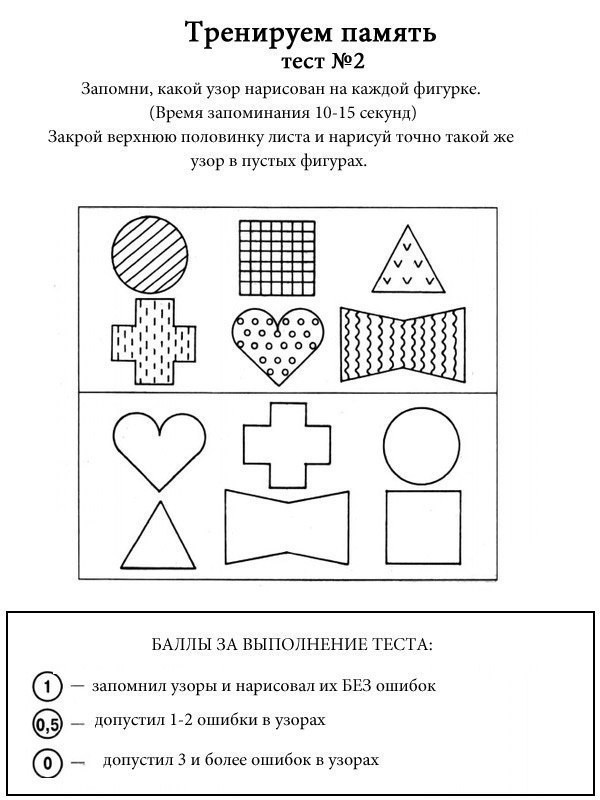 Тренируем память
тест №2
Запомни, какой узор нарисован на каждой фигурке.
(Время запоминания 10-15 секунд)
Закрой верхнюю половинку листа и нарисуй точно такой же
узор в пустых фигурах.
БАЛЛЫ ЗА ВЫПОЛНЕНИЕ ТЕСТА:
1 — запомнил узоры и нарисовал их БЕЗ ошибок
0,5 — допустил 1-2 ошибки в узорах
0 — допустил 3 и более ошибок в узорах